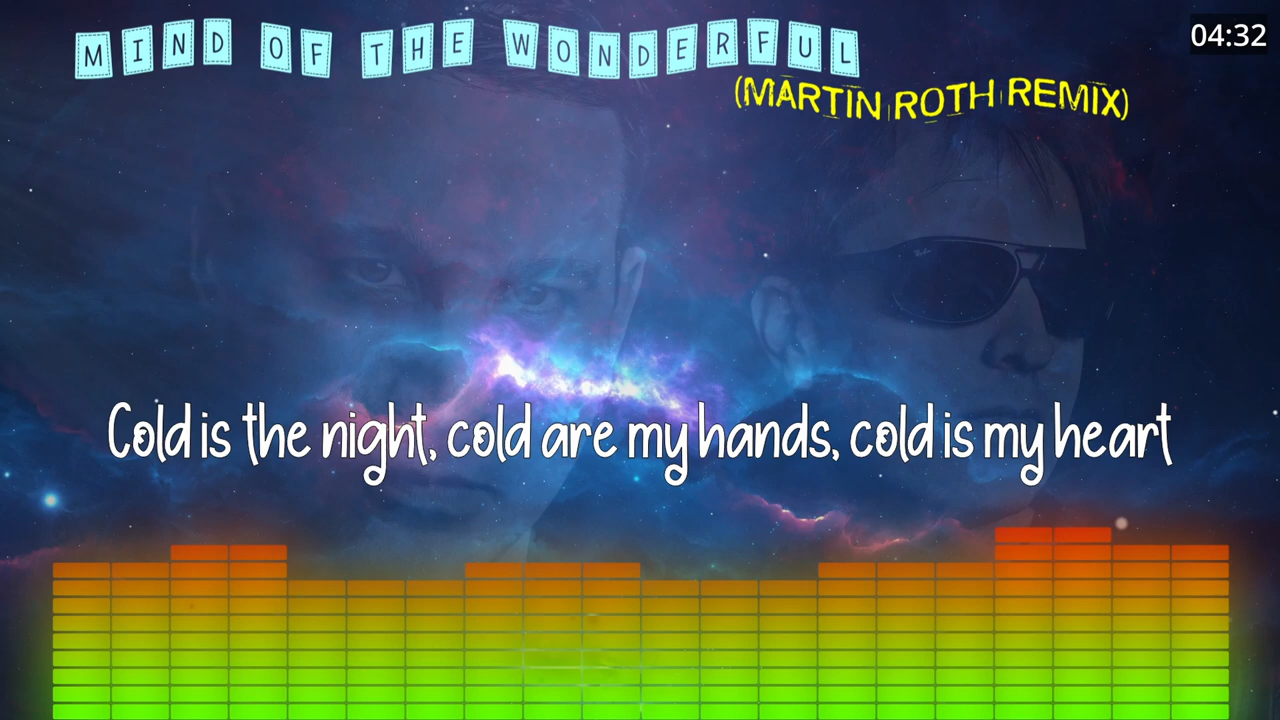 MIND OF THE WONDERFUL
04:32
(MARTIN ROTH REMIX)
Cold is the night, cold are my hands, cold is my heart